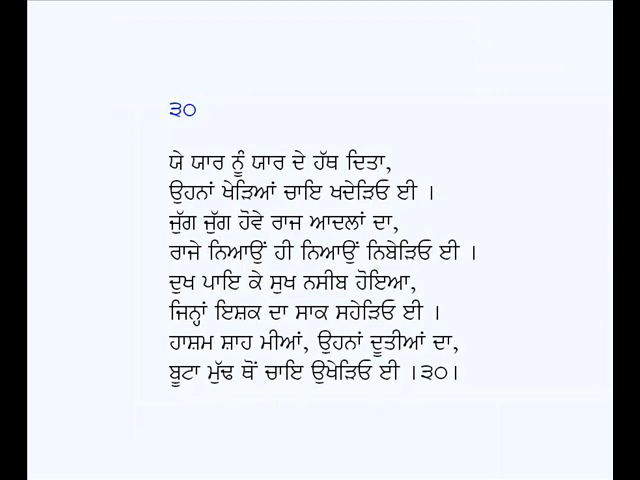 ੩੦
ਯੇ ਯਾਰ ਨੂੰ ਯਾਰ ਦੇ ਹੱਥ ਦਿਤਾ,
ਉਹਨਾਂ ਖੇੜਿਆਂ ਚਾਇ ਖਦੇੜਿਓ ਈ ।
ਜੁੱਗ ਜੁੱਗ ਹੋਵੇ ਰਾਜ ਆਦਲਾਂ ਦਾ,
ਰਾਜੇ ਨਿਆਉਂ ਹੀ ਨਿਆਉਂ ਨਿਬੇੜਿਓ ਈ ।
ਦੁਖ ਪਾਇ ਕੇ ਸੁਖ ਨਸੀਬ ਹੋਇਆ,
ਜਿਨ੍ਹਾਂ ਇਸ਼ਕ ਦਾ ਸਾਕ ਸਹੇੜਿਓ ਈ ।
ਹਾਸ਼ਮ ਸ਼ਾਹ ਮੀਆਂ, ਉਹਨਾਂ ਦੂਤੀਆਂ ਦਾ,
ਬੂਟਾ ਮੁੱਢ ਥੋਂ ਚਾਇ ਉਖੇੜਿਓ ਈ ।੩੦।